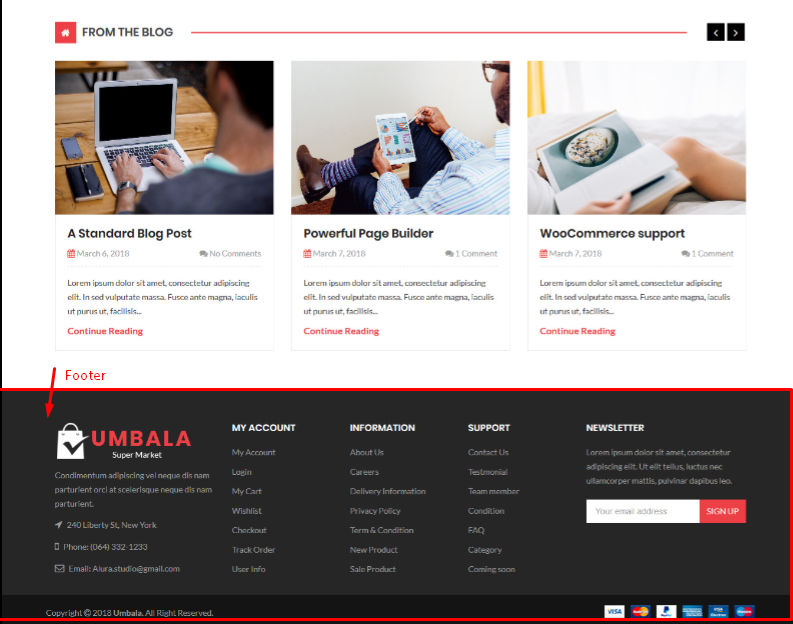 FROM THE BLOG
A Standard Blog Post
March 6, 2018 No Comments
Lorem ipsum dolor sit amet, consectetur adipiscing
elit. In sed vulputate massa. Fusce ante magna, iaculis
ut purus ut, facilisis...
Continue Reading
Powerful Page Builder
March 7, 2018 1 Comment
Lorem ipsum dolor sit amet, consectetur adipiscing
elit. In sed vulputate massa. Fusce ante magna, iaculis
ut purus ut, facilisis...
Continue Reading
WooCommerce support
March 7, 2018 1 Comment
Lorem ipsum dolor sit amet, consectetur adipiscing
elit. In sed vulputate massa. Fusce ante magna, iaculis
ut purus ut, facilisis...
Continue Reading
Footer
UMBALA
Super Market
Condimentum adipiscing vel neque dis nam
parturient orci at scelerisque neque dis nam
parturient.
240 Liberty St, New York
Phone: (064) 332-1233
Email: Alura.studio@gmail.com
MY ACCOUNT
My Account
Login
My Cart
Wishlist
Checkout
Track Order
User Info
INFORMATION
About Us
Careers
Delivery Information
Privacy Policy
Term & Condition
New Product
Sale Product
SUPPORT
Contact Us
Testmonial
Team member
Condition
FAQ
Category
Coming soon
NEWSLETTER
Lorem ipsum dolor sit amet, consectetur
adipiscing elit. Ut elit tellus, luctus nec
ullamcorper mattis, pulvinar dapibus leo.
Your email address SIGN UP
Copyright © 2018 Umbala. All Right Reserved.
VISA